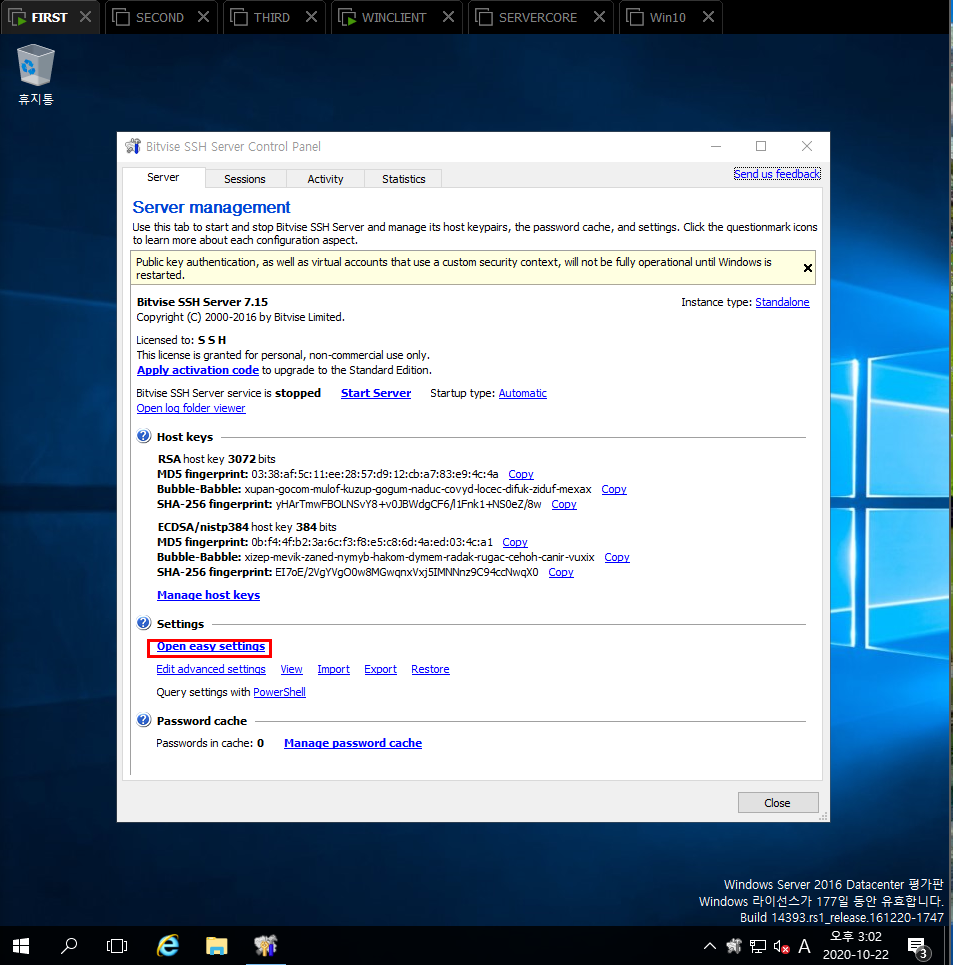 FIRST
SECOND
THIRD
WINCLIENT
SERVERCORE
Win10
휴지통
Bitvise SSH Server Control Panel
Server
Sessions
Activity
Statistics
Send us feedback
Server management
Use this tab to start and stop Bitvise SSH Server and manage its host keypairs, the password cache, and settings. Click the questionmark icons
to learn more about each configuration aspect.
Public key authentication, as well as virtual accounts that use a custom security context, will not be fully operational until Windows is
restarted.
Bitvise SSH Server 7.15
Instance type: Standalone
Copyright (C) 2000-2016 by Bitvise Limited.
Licensed to: S S H
This license is granted for personal, non-commercial use only.
Apply activation code to upgrade to the Standard Edition.
Bitvise SSH Server service is stopped Start Server Startup type: Automatic
Open log folder viewer
Host keys
RSA host key 3072 bits
MD5 fingerprint: 03:38:af:5c:11:ee:28:57:d9:12:cb:a7:83:e9:4c:4a Copy
Bubble-Babble: xupan-gocom-mulof-kuzup-gogum-naduc-covyd-locec-difuk-ziduf-mexax Copy
SHA-256 fingerprint: yHArTmwFBOLNSvY8+v0JBWdgCF6/l1Fnk1+NS0eZ/8w Copy
ECDSA/nistp384 host key 384 bits
MD5 fingerprint: 0b:f4:4f:b2:3a:6c:f3:f8:e5:c8:6d:4a:ed:03:4c:a1 Copy
Bubble-Babble: xizep-mevik-zaned-nymyb-hakom-dymem-radak-rugac-cehoh-canir-vuxix Copy
SHA-256 fingerprint: EI7oE/2VgYVgO0w8MGwqnxVxj5IMNNnz9C94ccNwqX0 Copy
Manage host keys
Settings
Open easy settings
Edit advanced settings View Import Export Restore
Query settings with PowerShell
Password cache
Passwords in cache: 0 Manage password cache
Close
Windows Server 2016 Datacenter 평가판
Windows 라이선스가 177일 동안 유효합니다.
Build 14393.rs1_release.161220-1747
A
오후 3:02
2020-10-22
3